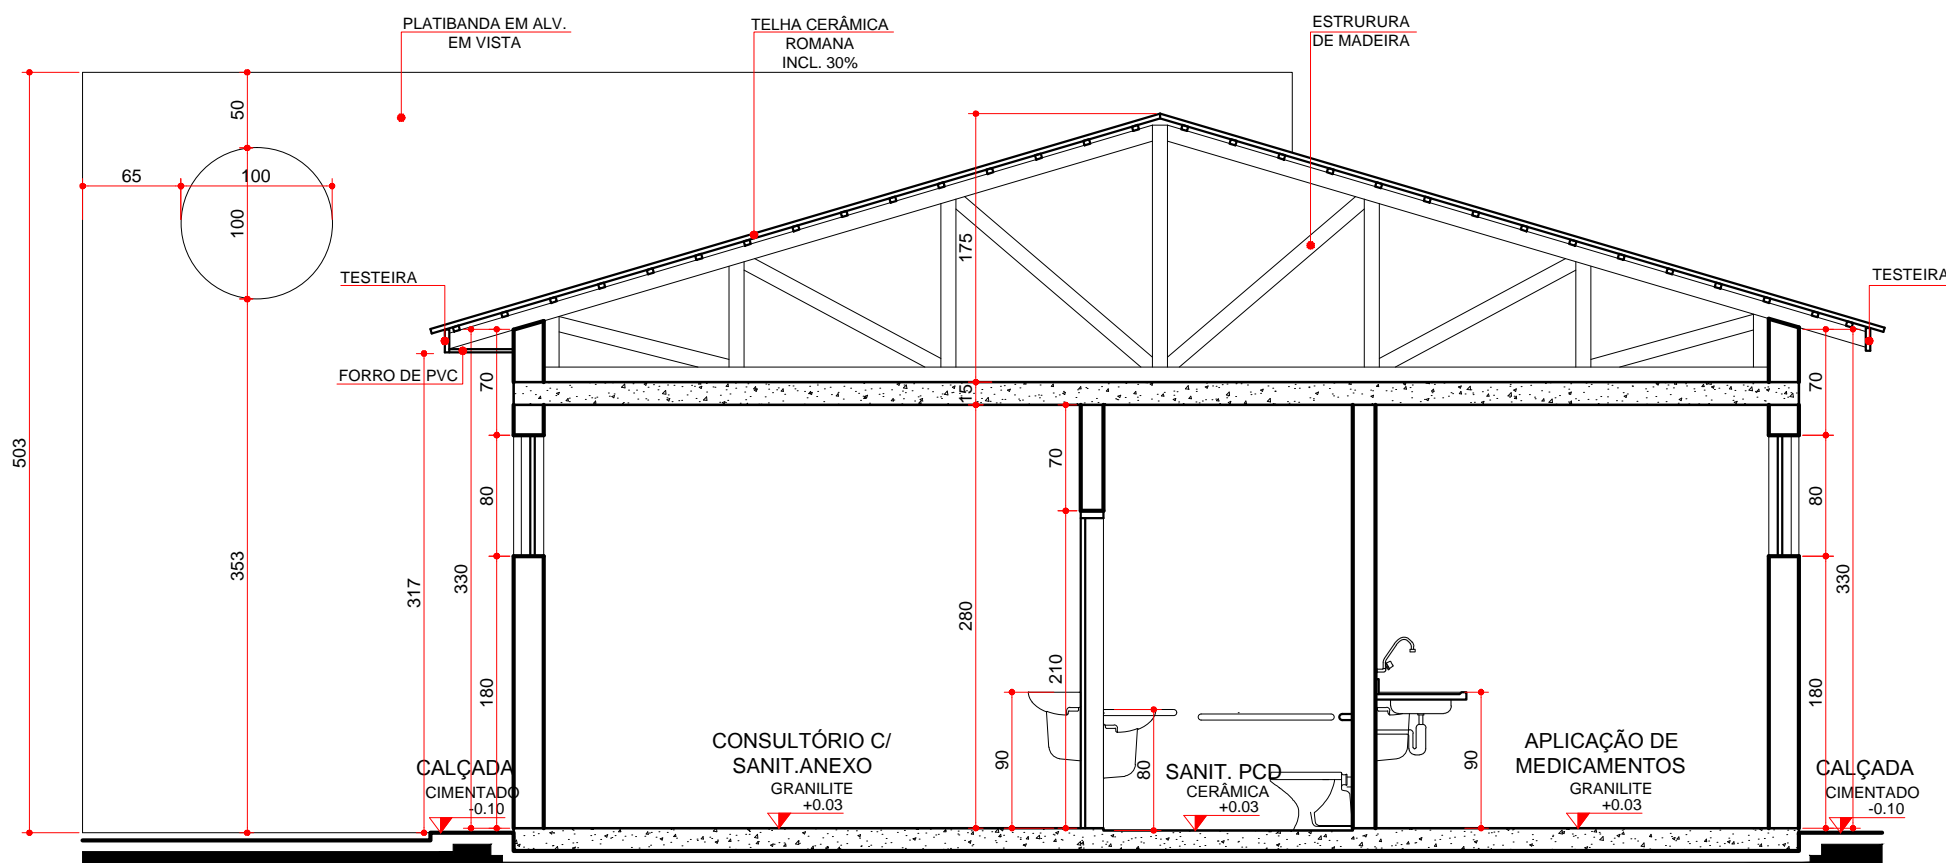 PLATIBANDA EM ALV.
EM VISTA
TELHA CERÂMICA
ROMANA
INCL. 30%
ESTRURURA
DE MADEIRA
50
65
100
100
175
TESTEIRA
TESTEIRA
FORRO DE PVC
70
15
70
503
70
80
80
353
317
330
280
330
210
180
180
90
80
90
CONSULTÓRIO C/
SANIT.ANEXO
GRANILITE
+0.03
SANIT. PCD
CERÂMICA
+0.03
APLICAÇÃO DE
MEDICAMENTOS
GRANILITE
+0.03
CALÇADA
CIMENTADO
-0.10
CALÇADA
CIMENTADO
-0.10